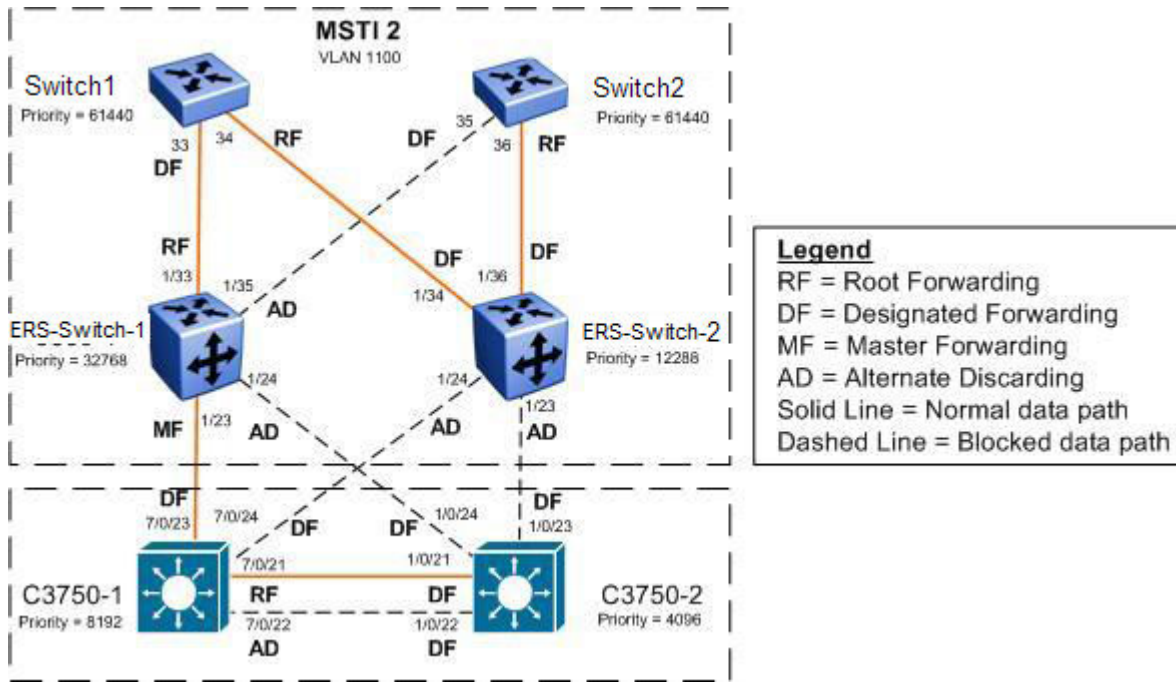 MSTI 2
VLAN 1100
Switch1
Priority = 61440
Switch2
Priority = 61440
33
34
RF
DF
35
DF
36
RF
RF
1/33
1/35
AD
DF
1/34
1/36
DF
ERS-Switch-1
Priority = 32768
ERS-Switch-2
Priority = 12288
1/24
1/23
MF
AD
1/24
AD
1/23
AD
DF
7/0/23
7/0/24
DF
DF
1/0/24
DF
1/0/23
C3750-1
Priority = 8192
C3750-2
Priority = 4096
7/0/21
1/0/21
RF
DF
7/0/22
1/0/22
AD
DF
Legend
RF = Root Forwarding
DF = Designated Forwarding
MF = Master Forwarding
AD = Alternate Discarding
Solid Line = Normal data path
Dashed Line = Blocked data path